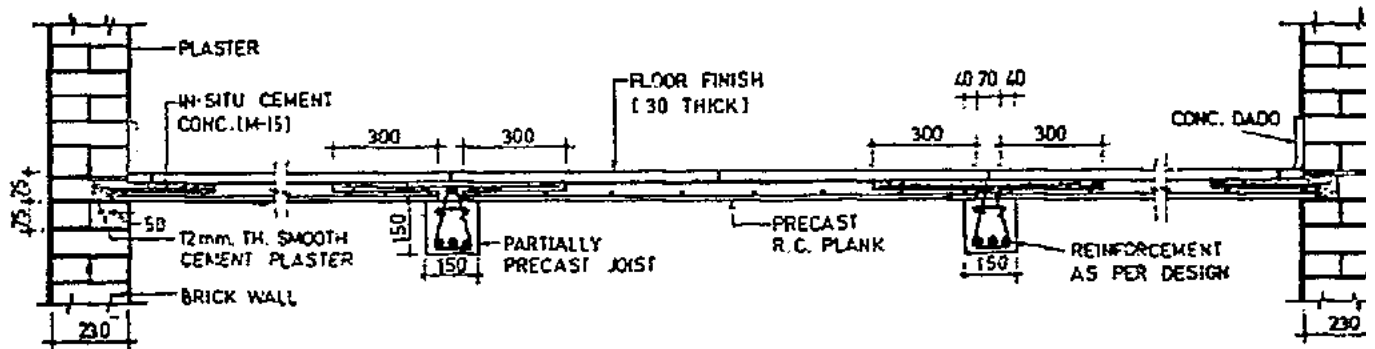 PLASTER
IN-SITU CEMENT
CONC. [M-15]
300
300
FLOOR FINISH
[30 THICK]
40 70 40
300
300
CONC. DADO
75 75
50
12mm. TH. SMOOTH
CEMENT PLASTER
BRICK WALL
230
150
150
PARTIALLY
PRECAST JOIST
PRECAST
R.C. PLANK
150
REINFORCEMENT
AS PER DESIGN
230